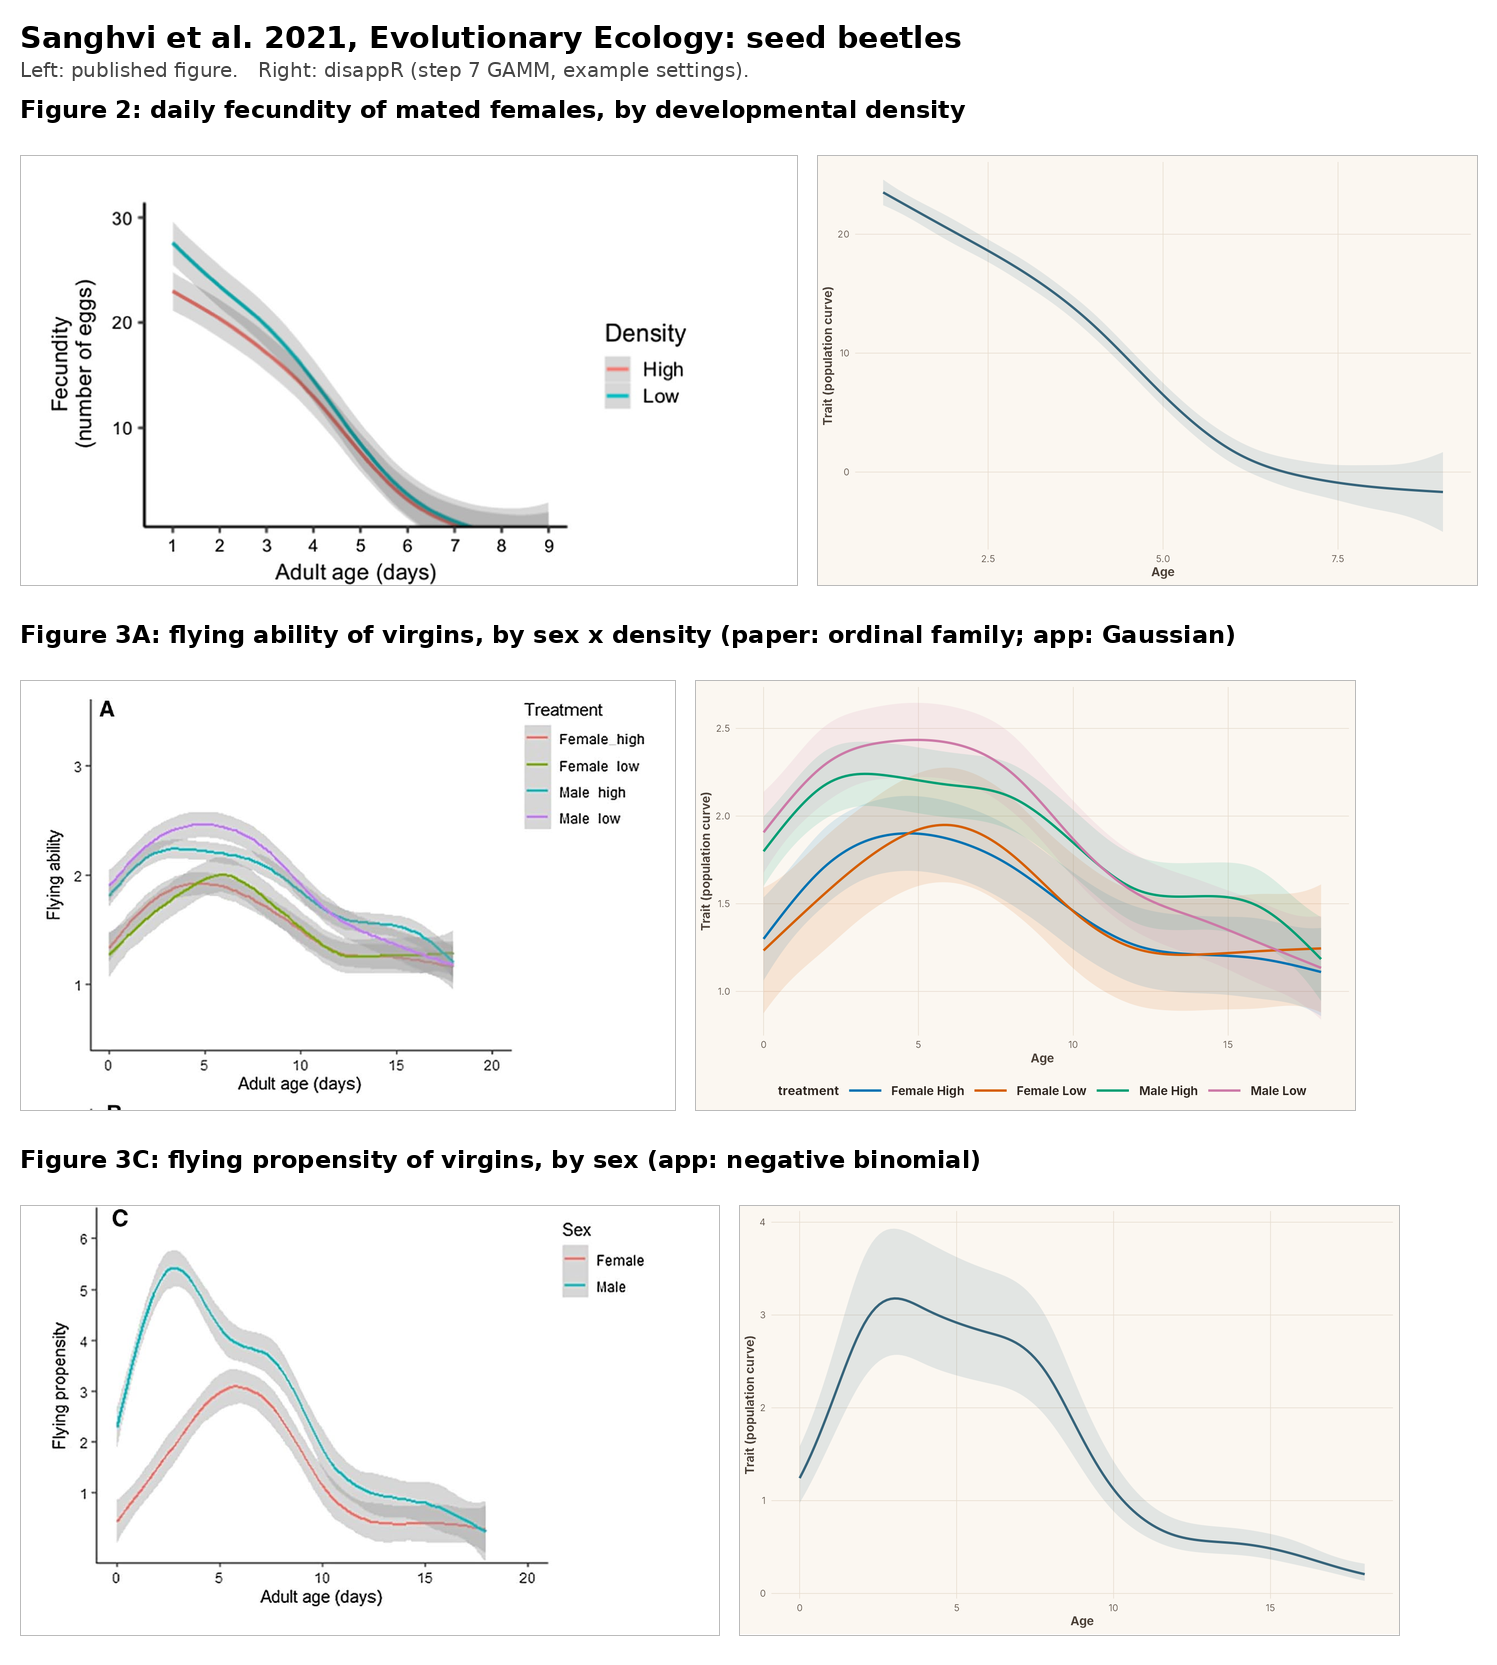 Sanghvi et al. 2021, Evolutionary Ecology: seed beetles
Left: published figure.   Right: disappR (step 7 GAMM, example settings).
Figure 2: daily fecundity of mated females, by developmental density
30
20
10
Fecundity
(number of eggs)
1 2 3 4 5 6 7 8 9
Adult age (days)
Density
High
Low
20
10
0
Trait (population curve)
2.5 5.0 7.5
Age
Figure 3A: flying ability of virgins, by sex x density (paper: ordinal family; app: Gaussian)
A
3
2
1
Flying ability
0 5 10 15 20
Adult age (days)
Treatment
Female_high
Female low
Male high
Male low
2.5
2.0
1.5
1.0
Trait (population curve)
0 5 10 15
Age
treatment Female High Female Low Male High Male Low
Figure 3C: flying propensity of virgins, by sex (app: negative binomial)
C
6
5
4
3
2
1
Flying propensity
0 5 10 15 20
Adult age (days)
Sex
Female
Male
4
3
2
1
0
Trait (population curve)
0 5 10 15
Age